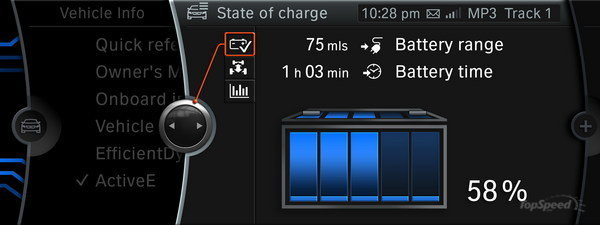 Vehicle Info
State of charge
10:28 pm MP3 Track 1
Quick refe
Owner's M
Onboard i
Vehicle
EfficientDy
ActiveE
75 mls Battery range
1 h 03 min Battery time
58%
TopSpeed